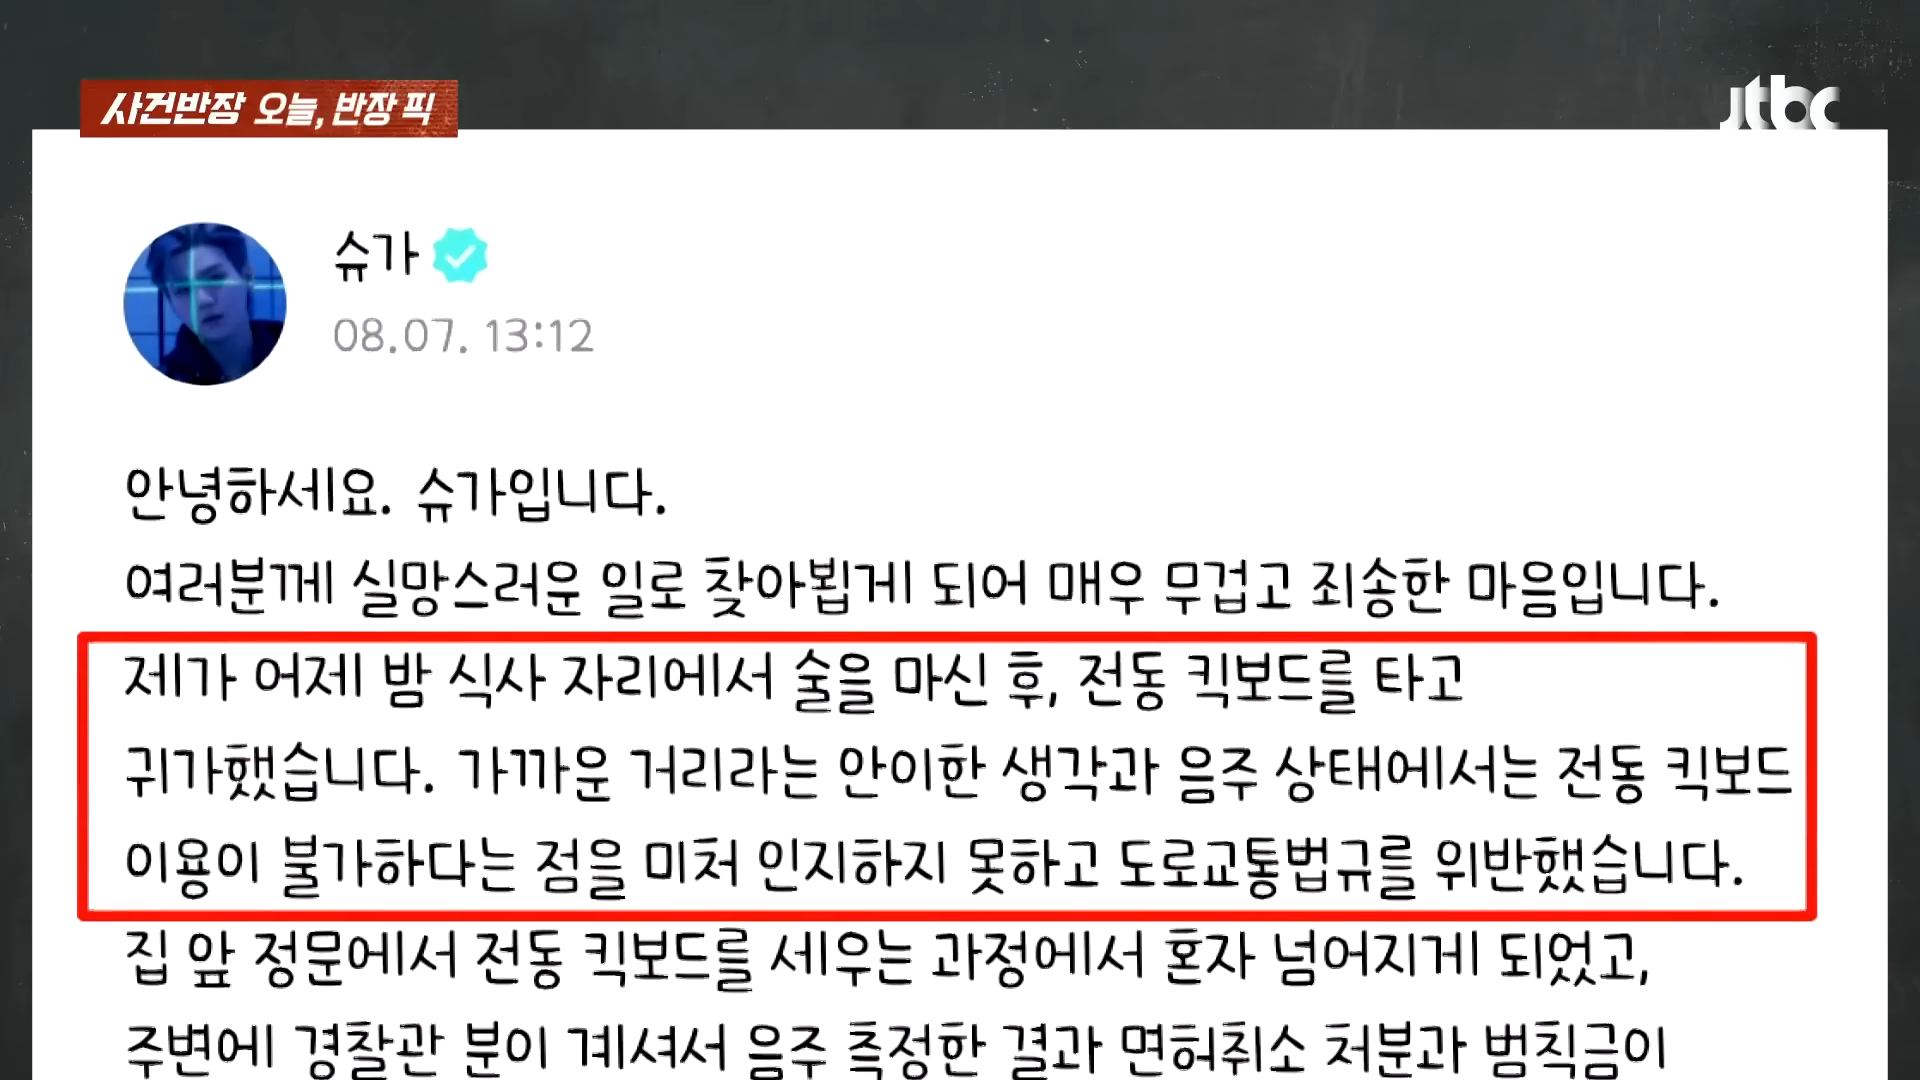 사건반장 오늘, 반장 픽
jtbc
슈가
08.07. 13:12
안녕하세요. 슈가입니다.
여러분께 실망스러운 일로 찾아뵙게 되어 매우 무겁고 죄송한 마음입니다.
제가 어제 밤 식사 자리에서 술을 마신 후, 전동 킥보드를 타고
귀가했습니다. 가까운 거리라는 안이한 생각과 음주 상태에서는 전동 킥보드
이용이 불가하다는 점을 미처 인지하지 못하고 도로교통법규를 위반했습니다.
집 앞 정문에서 전동 킥보드를 세우는 과정에서 혼자 넘어지게 되었고,
주변에 경찰관 분이 계셔서 음주 측정한 결과 면허취소 처분과 범칙금이